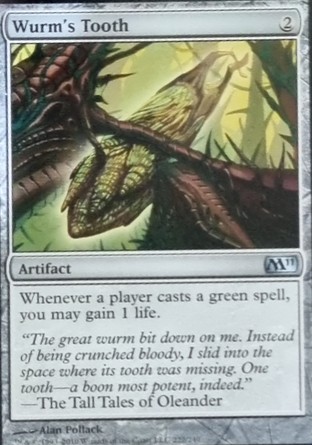 Wurm's Tooth 2
Artifact M11
Whenever a player casts a green spell,
you may gain 1 life.
"The great wurm bit down on me. Instead
of being crunched bloody, I slid into the
space where its tooth was missing. One
tooth—a boon most potent, indeed."
—The Tall Tales of Oleander
Alan Pollack